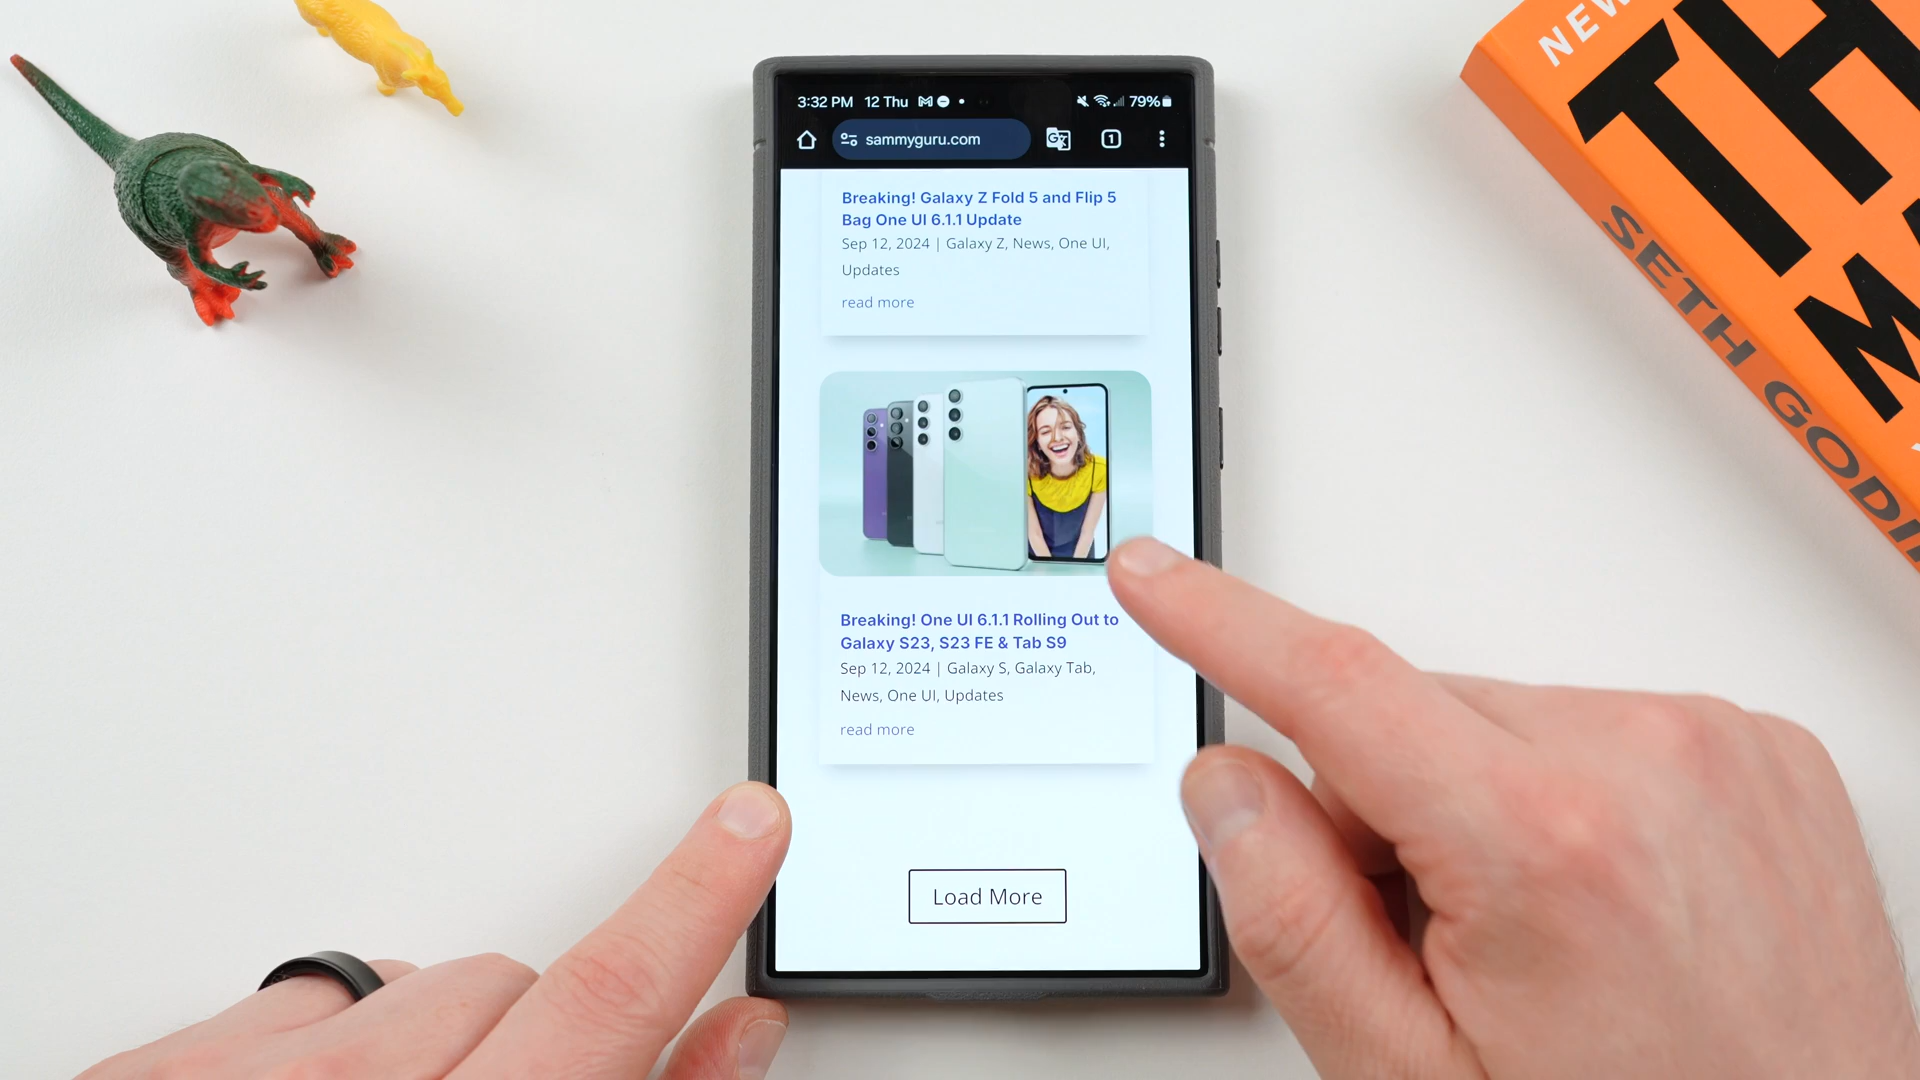 3:32 PM 12 Thu 79%
sammyguru.com
1
Breaking! Galaxy Z Fold 5 and Flip 5
Bag One UI 6.1.1 Update
Sep 12, 2024 | Galaxy Z, News, One UI,
Updates
read more
Breaking! One UI 6.1.1 Rolling Out to
Galaxy S23, S23 FE & Tab S9
Sep 12, 2024 | Galaxy S, Galaxy Tab,
News, One UI, Updates
read more
Load More
NEW
TH
SETH GODI